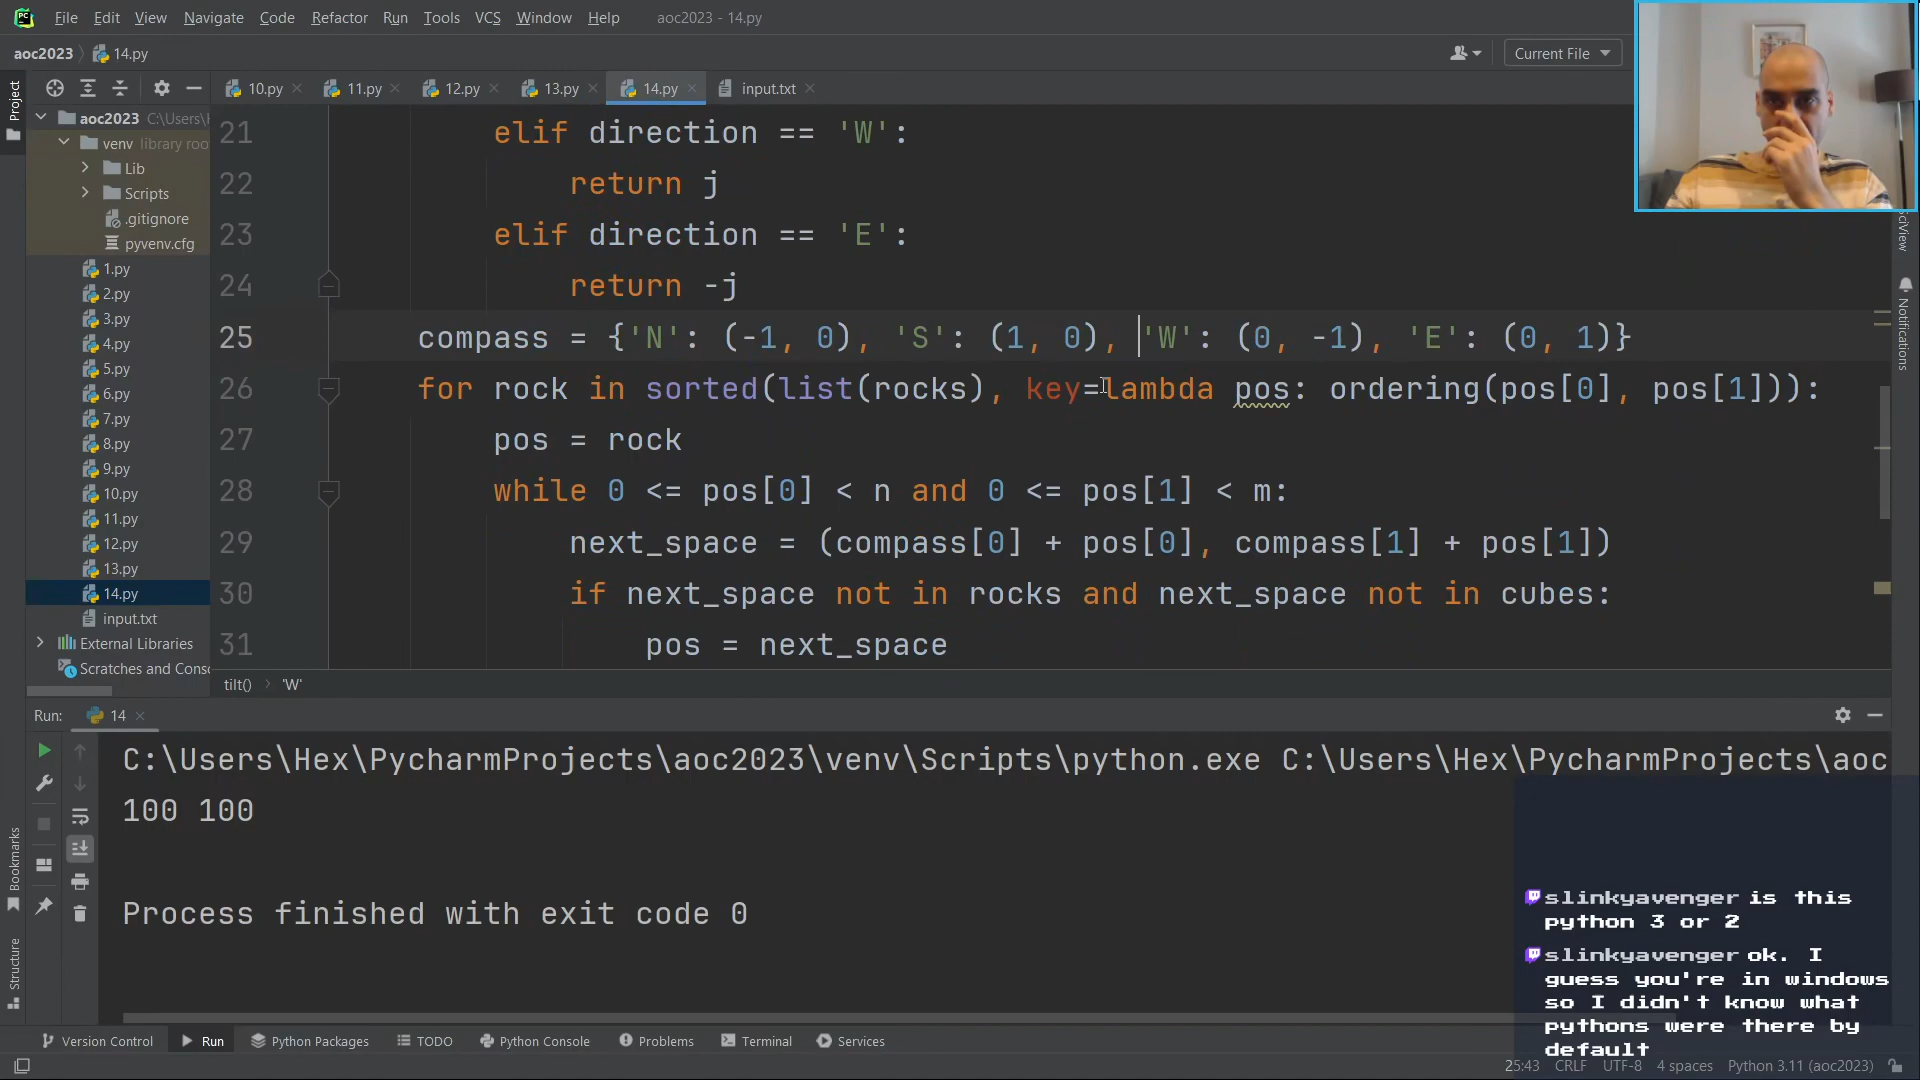 File Edit View Navigate Code Refactor Run Tools VCS Window Help aoc2023 - 14.py
aoc2023 14.py
Current File
Project
10.py 11.py 12.py 13.py 14.py input.txt
aoc2023 C:\Users\H
venv library roo
Lib
Scripts
.gitignore
pyvenv.cfg
1.py
2.py
3.py
4.py
5.py
6.py
7.py
8.py
9.py
10.py
11.py
12.py
13.py
14.py
input.txt
External Libraries
Scratches and Conso
21 elif direction == 'W':
22 return j
23 elif direction == 'E':
24 return -j
25 compass = {'N': (-1, 0), 'S': (1, 0), 'W': (0, -1), 'E': (0, 1)}
26 for rock in sorted(list(rocks), key=lambda pos: ordering(pos[0], pos[1])):
27 pos = rock
28 while 0 <= pos[0] < n and 0 <= pos[1] < m:
29 next_space = (compass[0] + pos[0], compass[1] + pos[1])
30 if next_space not in rocks and next_space not in cubes:
31 pos = next_space
tilt() 'W'
SciView
Notifications
Run: 14
C:\Users\Hex\PycharmProjects\aoc2023\venv\Scripts\python.exe C:\Users\Hex\PycharmProjects\aoc
100 100
Process finished with exit code 0
Bookmarks
Structure
slinkyavenger is this
python 3 or 2
slinkyavenger ok. I
guess you're in windows
so I didn't know what
pythons were there by
default
Version Control Run Python Packages TODO Python Console Problems Terminal Services
25:43 CRLF UTF-8 4 spaces Python 3.11 (aoc2023)